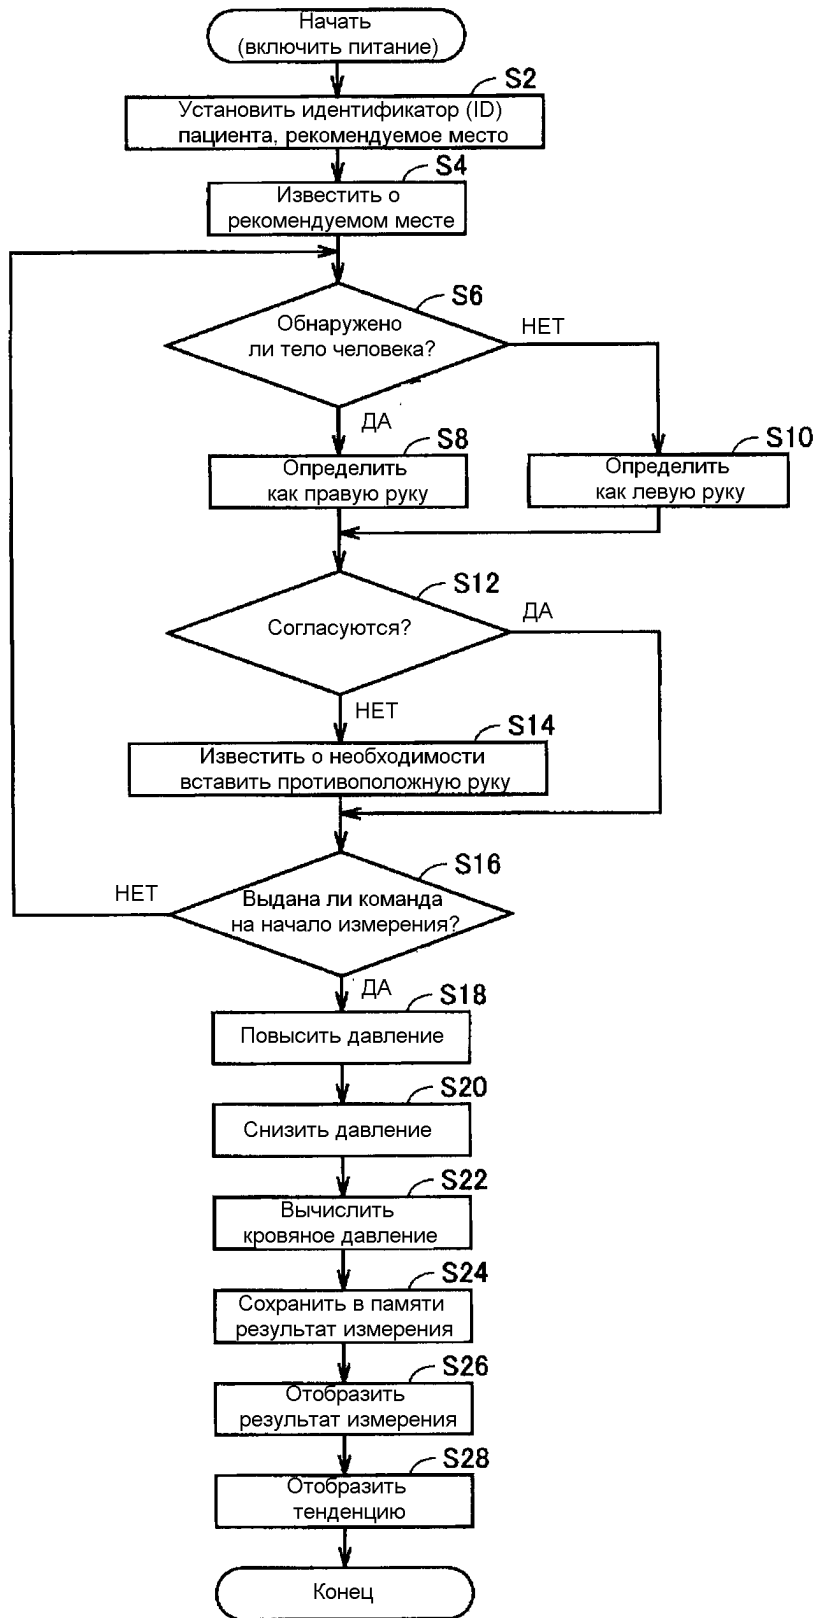 Начать
(включить питание)
S2
Установить идентификатор (ID)
пациента, рекомендуемое место
S4
Известить о
рекомендуемом месте
S6
Обнаружено
ли тело человека?
НЕТ
ДА
S8
Определить
как правую руку
S10
Определить
как левую руку
S12
Согласуются?
ДА
НЕТ
S14
Известить о необходимости
вставить противоположную руку
S16
НЕТ
Выдана ли команда
на начало измерения?
ДА
S18
Повысить давление
S20
Снизить давление
S22
Вычислить
кровяное давление
S24
Сохранить в памяти
результат измерения
S26
Отобразить
результат измерения
S28
Отобразить
тенденцию
Конец